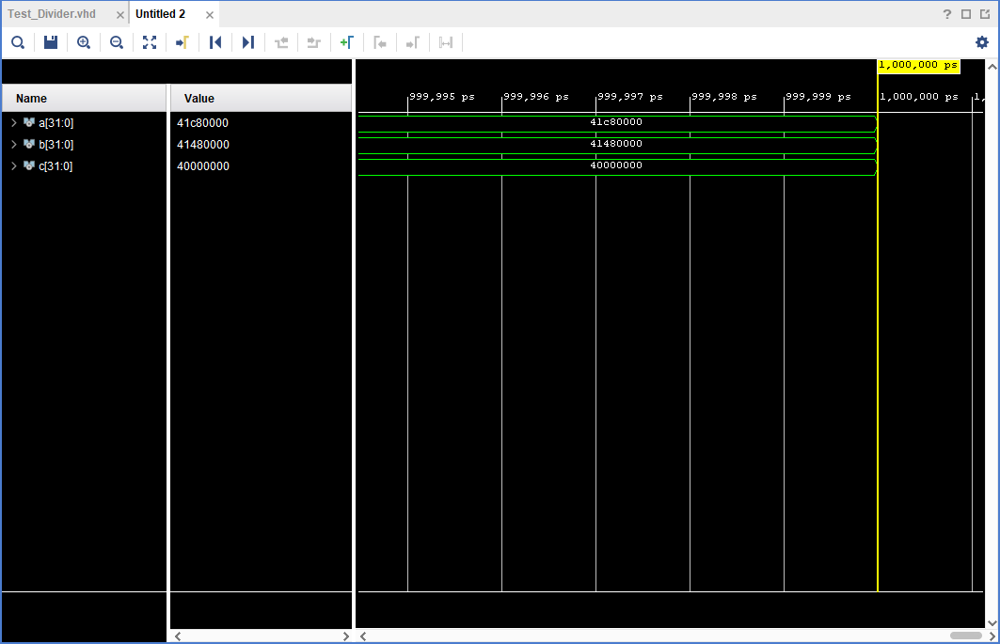 Test_Divider.vhd × Untitled 2 ×
?
1,000,000 ps
Name Value
999,995 ps 999,996 ps 999,997 ps 999,998 ps 999,999 ps 1,000,000 ps 1,
a[31:0] 41c80000 41c80000
b[31:0] 41480000 41480000
c[31:0] 40000000 40000000